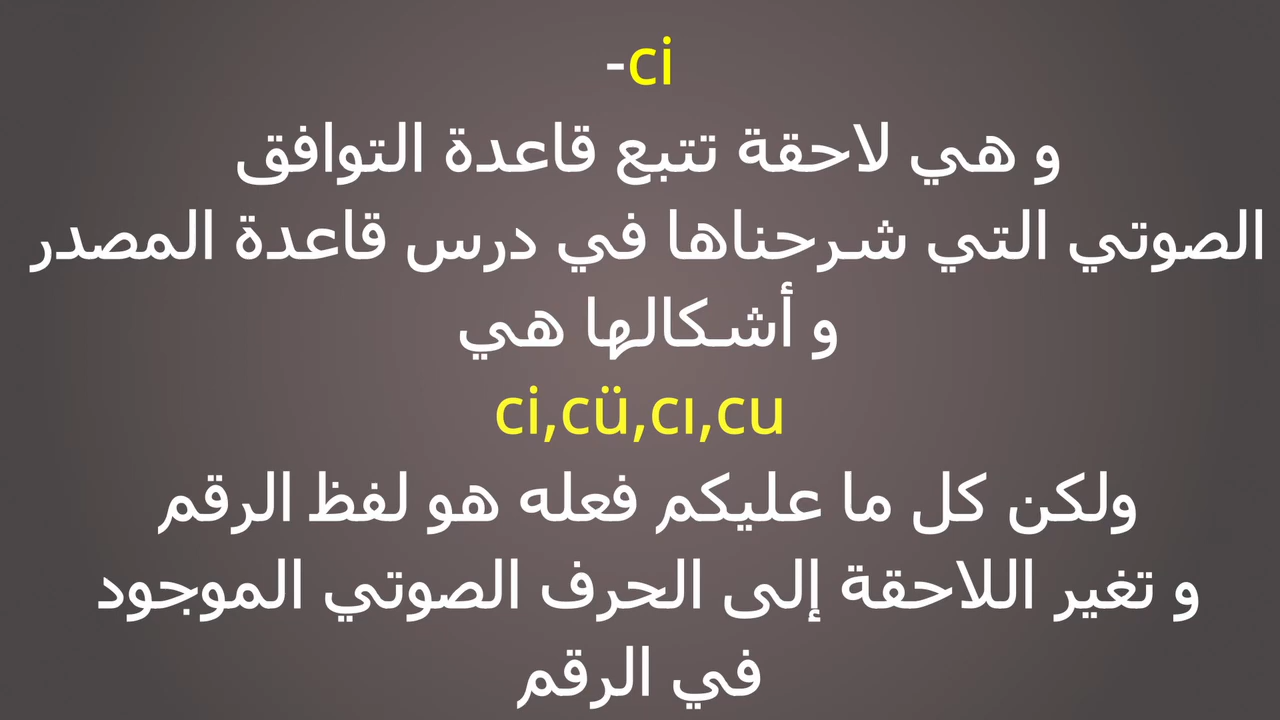 -ci
و هي لاحقة تتبع قاعدة التوافق
الصوتي التي شرحناها في درس قاعدة المصدر
و أشكالها هي
ci,cü,cı,cu
ولكن كل ما عليكم فعله هو لفظ الرقم
و تغير اللاحقة إلى الحرف الصوتي الموجود
في الرقم